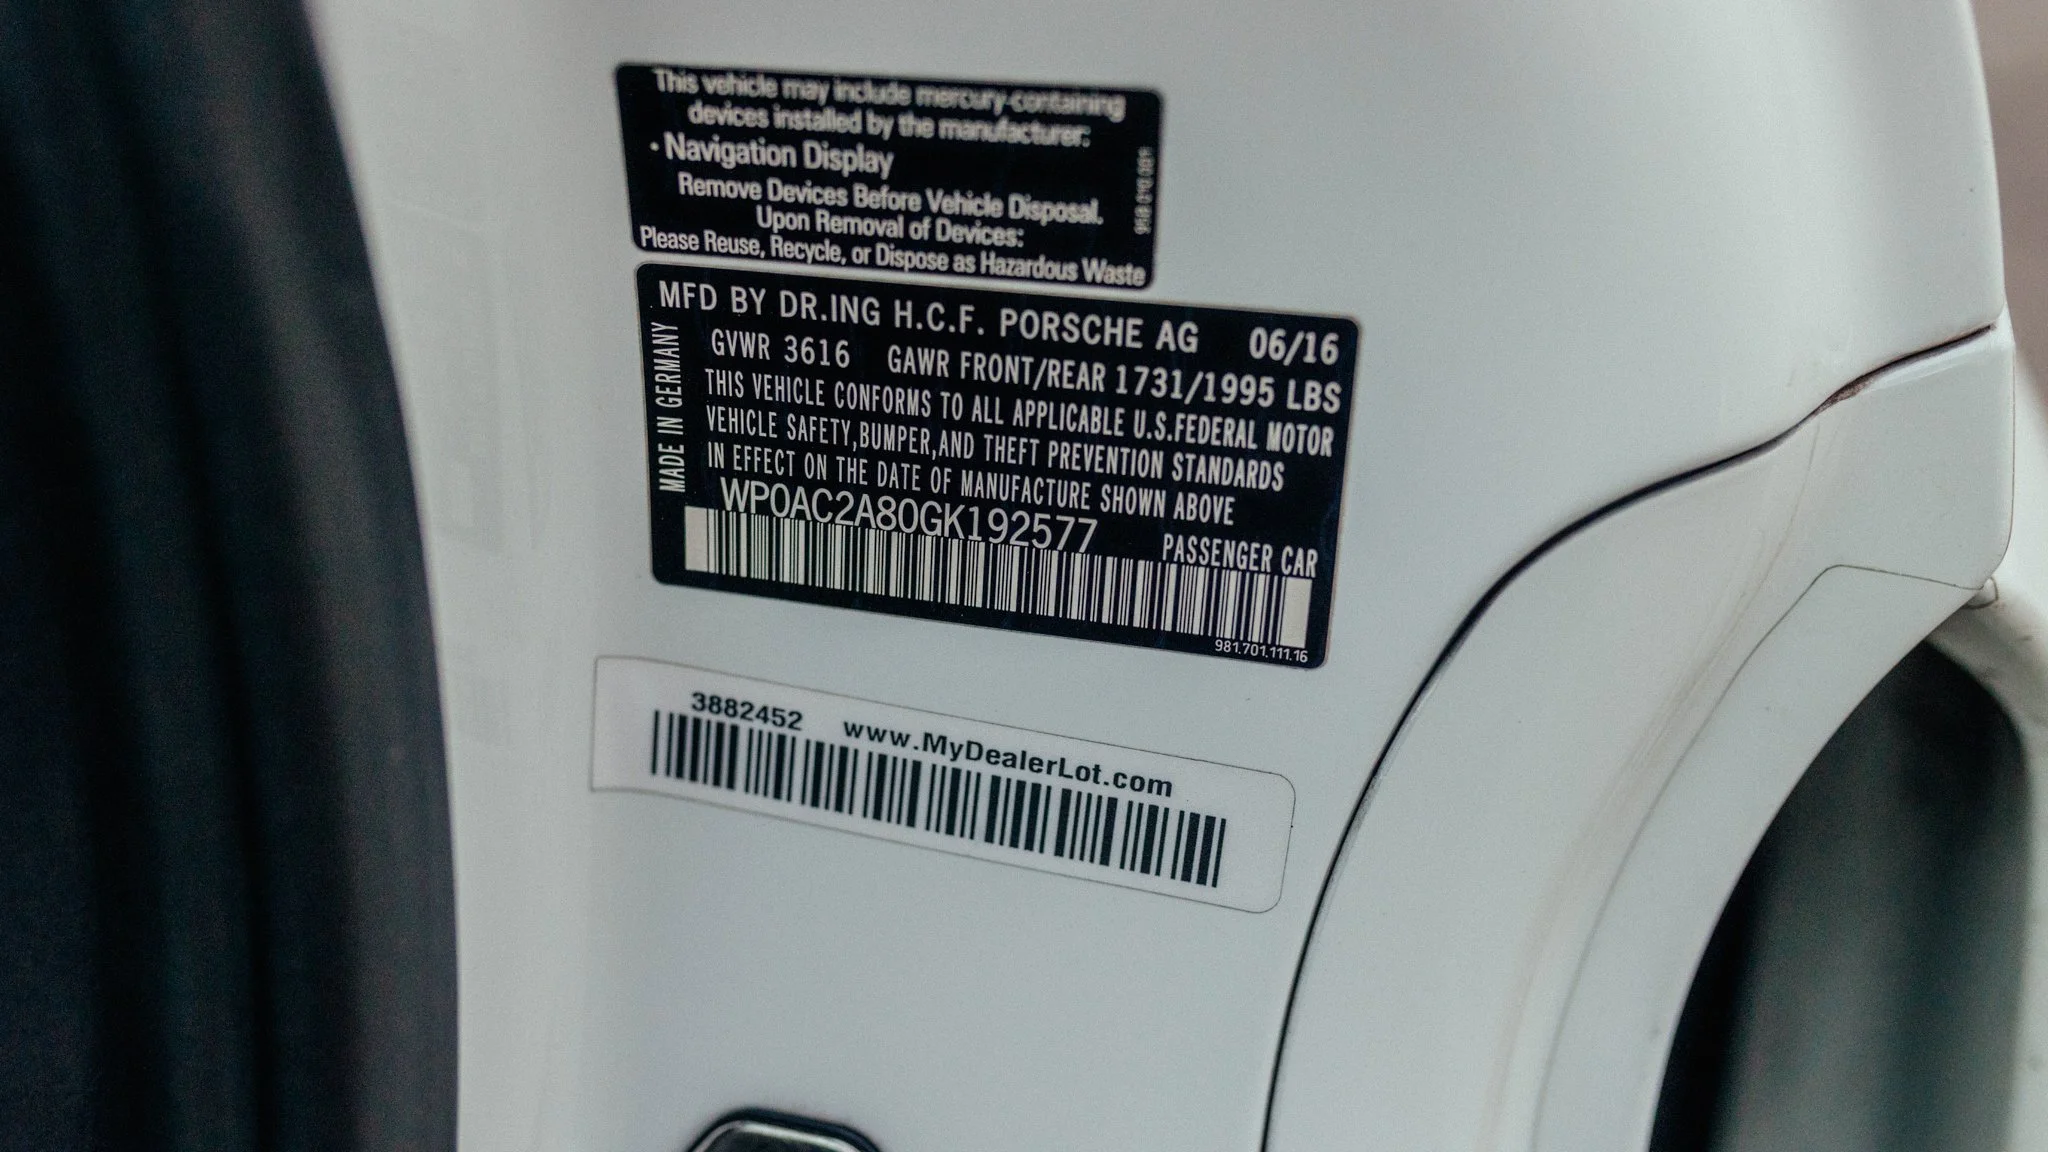 This vehicle may include mercury-containing
devices installed by the manufacturer:
• Navigation Display
Remove Devices Before Vehicle Disposal.
Upon Removal of Devices:
Please Reuse, Recycle, or Dispose as Hazardous Waste
MFD BY DR.ING H.C.F. PORSCHE AG 06/16
GVWR 3616 GAWR FRONT/REAR 1731/1995 LBS
THIS VEHICLE CONFORMS TO ALL APPLICABLE U.S.FEDERAL MOTOR
VEHICLE SAFETY,BUMPER,AND THEFT PREVENTION STANDARDS
IN EFFECT ON THE DATE OF MANUFACTURE SHOWN ABOVE
MADE IN GERMANY
WP0AC2A80GK192577
PASSENGER CAR
981.701.111.16
3882452 www.MyDealerLot.com